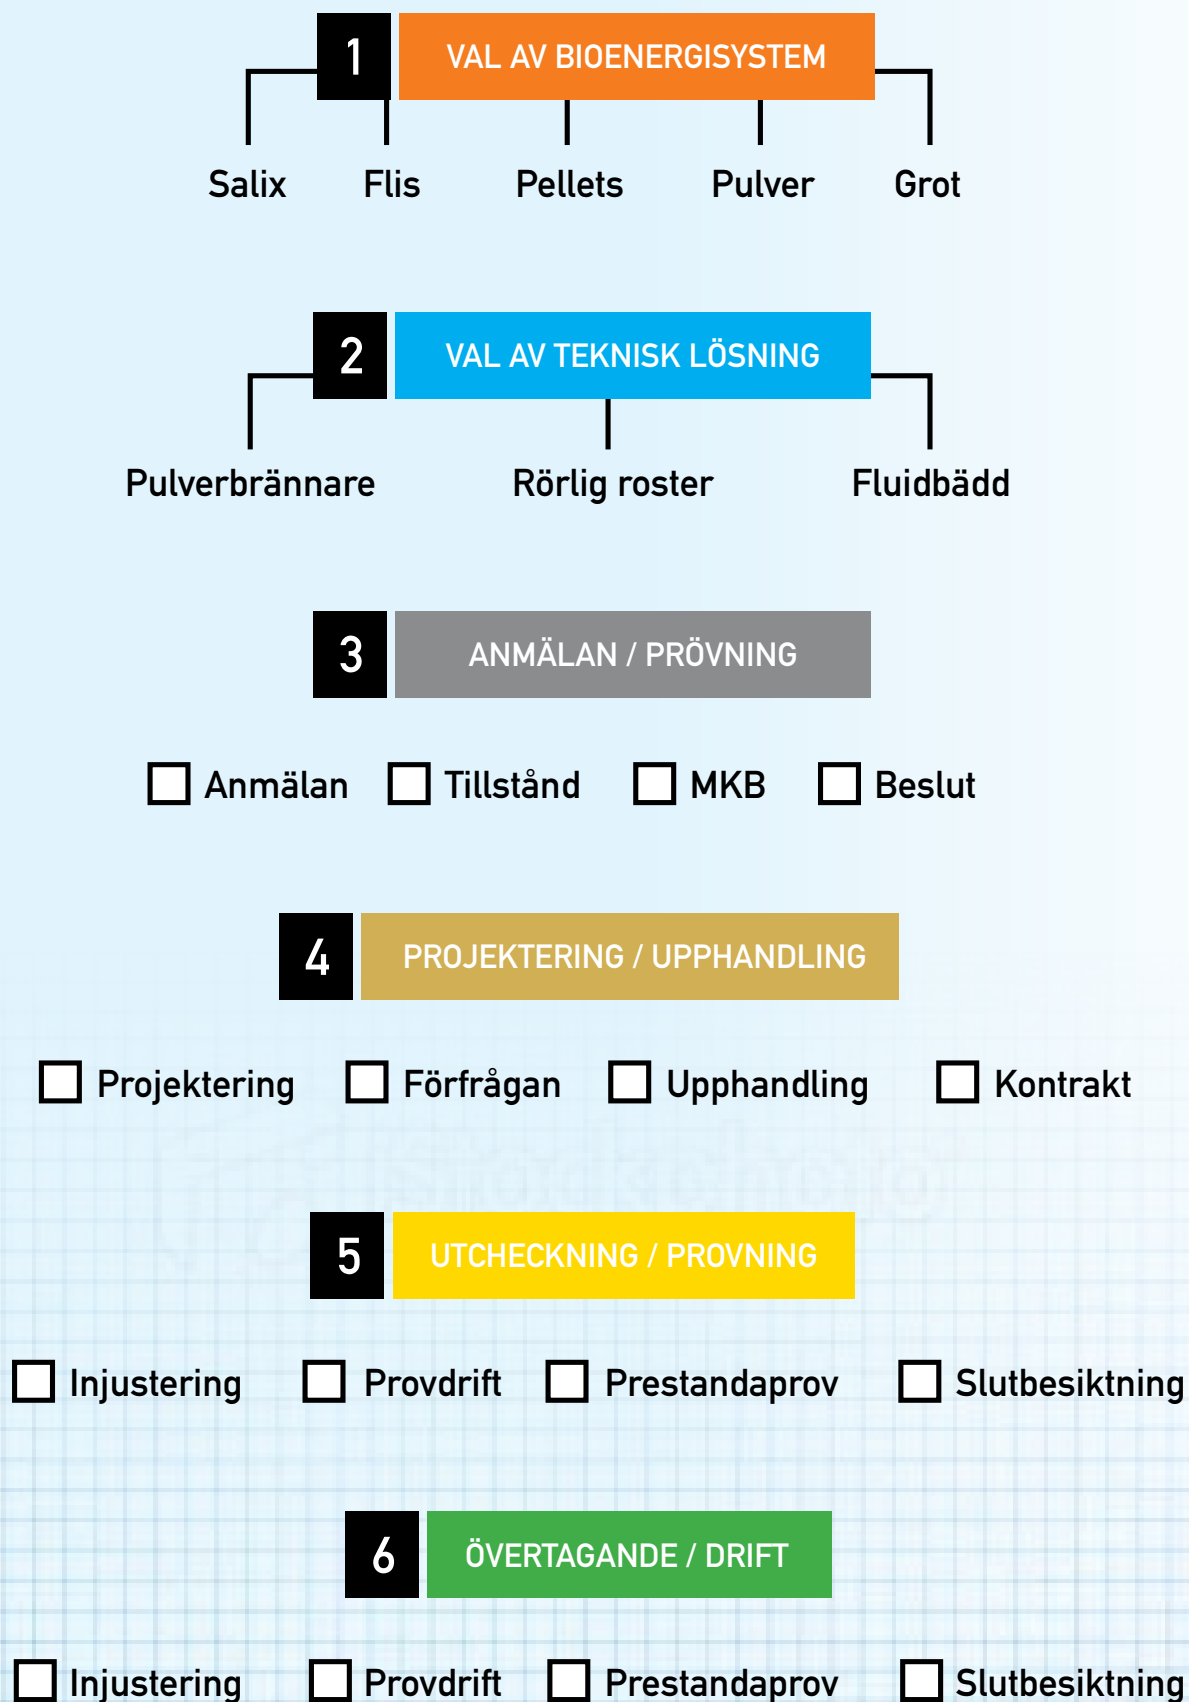 1 VAL AV BIOENERGISYSTEM
Salix Flis Pellets Pulver Grot
2 VAL AV TEKNISK LÖSNING
Pulverbrännare Rörlig roster Fluidbädd
3 ANMÄLAN / PRÖVNING
Anmälan Tillstånd MKB Beslut
4 PROJEKTERING / UPPHANDLING
Projektering Förfrågan Upphandling Kontrakt
5 UTCHECKNING / PROVNING
Injustering Provdrift Prestandaprov Slutbesiktning
6 ÖVERTAGANDE / DRIFT
Injustering Provdrift Prestandaprov Slutbesiktning